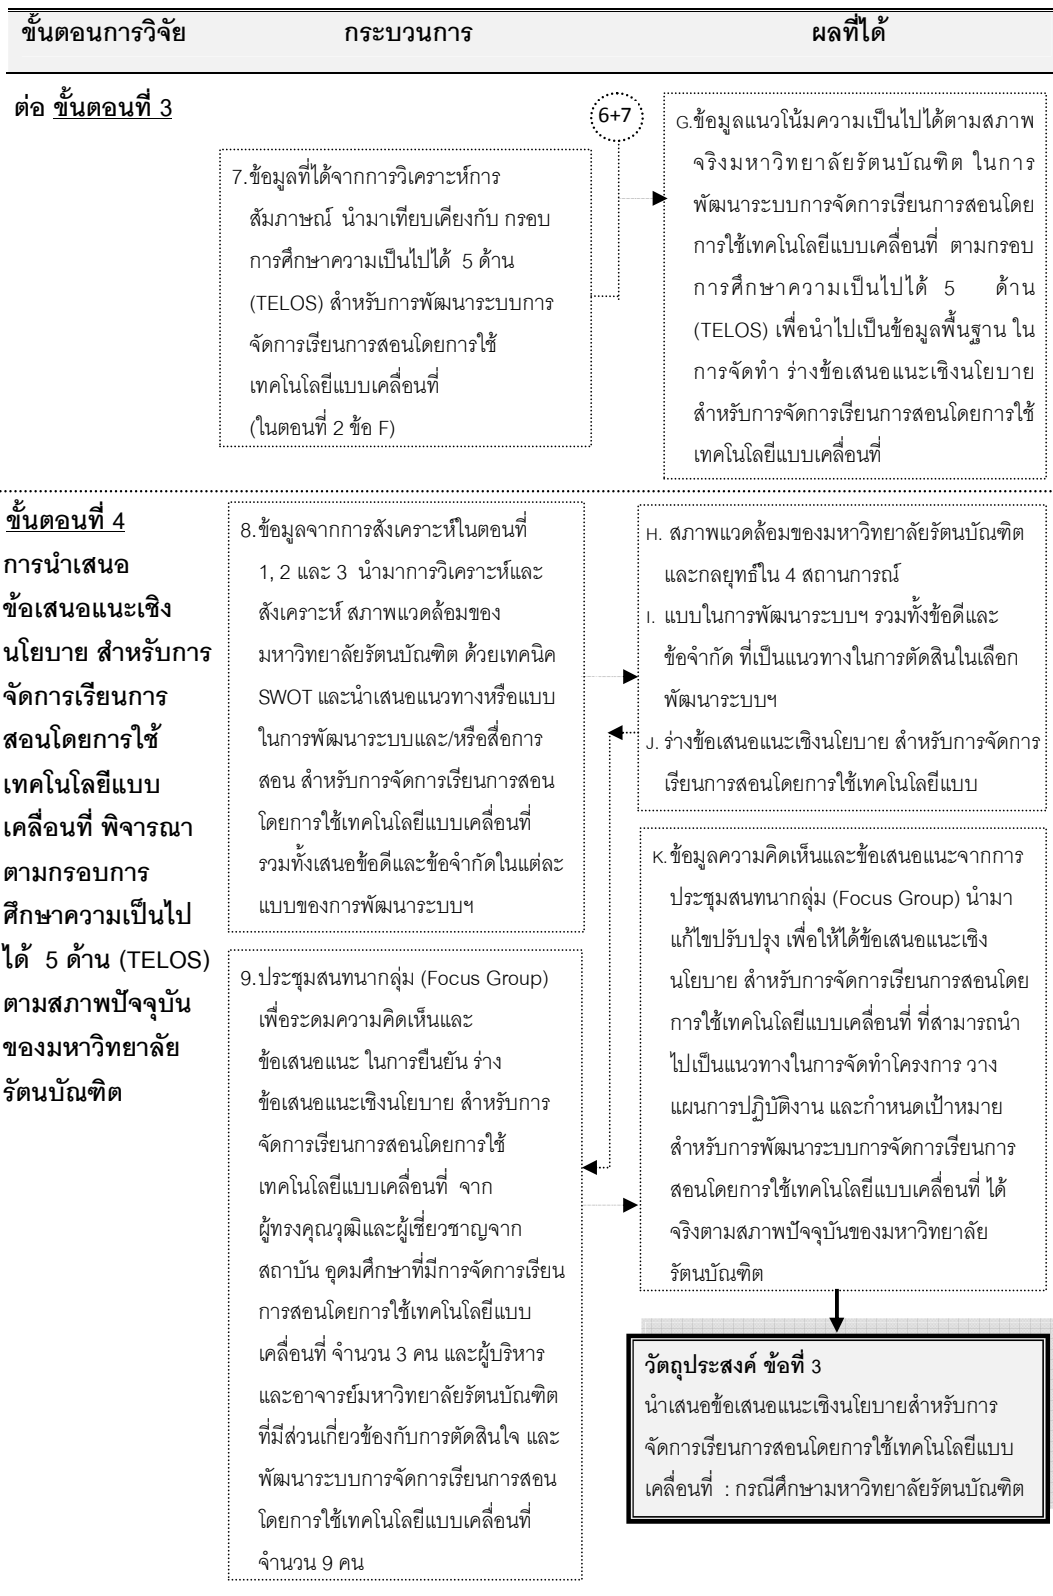 ขั้นตอนการวิจัย กระบวนการ ผลที่ได้
ต่อ ขั้นตอนที่ 3
6+7
7.ข้อมูลที่ได้จากการวิเคราะห์การ
สัมภาษณ์ นำมาเทียบเคียงกับ กรอบ
การศึกษาความเป็นไปได้ 5 ด้าน
(TELOS) สำหรับการพัฒนาระบบการ
จัดการเรียนการสอนโดยการใช้
เทคโนโลยีแบบเคลื่อนที่
(ในตอนที่ 2 ข้อ F)
G.ข้อมูลแนวโน้มความเป็นไปได้ตามสภาพ
จริงมหาวิทยาลัยรัตนบัณฑิต ในการ
พัฒนาระบบการจัดการเรียนการสอนโดย
การใช้เทคโนโลยีแบบเคลื่อนที่ ตามกรอบ
การศึกษาความเป็นไปได้ 5 ด้าน
(TELOS) เพื่อนำไปเป็นข้อมูลพื้นฐาน ใน
การจัดทำ ร่างข้อเสนอแนะเชิงนโยบาย
สำหรับการจัดการเรียนการสอนโดยการใช้
เทคโนโลยีแบบเคลื่อนที่
ขั้นตอนที่ 4
การนำเสนอ
ข้อเสนอแนะเชิง
นโยบาย สำหรับการ
จัดการเรียนการ
สอนโดยการใช้
เทคโนโลยีแบบ
เคลื่อนที่ พิจารณา
ตามกรอบการ
ศึกษาความเป็นไป
ได้ 5 ด้าน (TELOS)
ตามสภาพปัจจุบัน
ของมหาวิทยาลัย
รัตนบัณฑิต
8.ข้อมูลจากการสังเคราะห์ในตอนที่
1, 2 และ 3 นำมาการวิเคราะห์และ
สังเคราะห์ สภาพแวดล้อมของ
มหาวิทยาลัยรัตนบัณฑิต ด้วยเทคนิค
SWOT และนำเสนอแนวทางหรือแบบ
ในการพัฒนาระบบและ/หรือสื่อการ
สอน สำหรับการจัดการเรียนการสอน
โดยการใช้เทคโนโลยีแบบเคลื่อนที่
รวมทั้งเสนอข้อดีและข้อจำกัดในแต่ละ
แบบของการพัฒนาระบบฯ
H. สภาพแวดล้อมของมหาวิทยาลัยรัตนบัณฑิต
และกลยุทธ์ใน 4 สถานการณ์
I. แบบในการพัฒนาระบบฯ รวมทั้งข้อดีและ
ข้อจำกัด ที่เป็นแนวทางในการตัดสินในเลือก
พัฒนาระบบฯ
J. ร่างข้อเสนอแนะเชิงนโยบาย สำหรับการจัดการ
เรียนการสอนโดยการใช้เทคโนโลยีแบบ
9.ประชุมสนทนากลุ่ม (Focus Group)
เพื่อระดมความคิดเห็นและ
ข้อเสนอแนะ ในการยืนยัน ร่าง
ข้อเสนอแนะเชิงนโยบาย สำหรับการ
จัดการเรียนการสอนโดยการใช้
เทคโนโลยีแบบเคลื่อนที่ จาก
ผู้ทรงคุณวุฒิและผู้เชี่ยวชาญจาก
สถาบัน อุดมศึกษาที่มีการจัดการเรียน
การสอนโดยการใช้เทคโนโลยีแบบ
เคลื่อนที่ จำนวน 3 คน และผู้บริหาร
และอาจารย์มหาวิทยาลัยรัตนบัณฑิต
ที่มีส่วนเกี่ยวข้องกับการตัดสินใจ และ
พัฒนาระบบการจัดการเรียนการสอน
โดยการใช้เทคโนโลยีแบบเคลื่อนที่
จำนวน 9 คน
K.ข้อมูลความคิดเห็นและข้อเสนอแนะจากการ
ประชุมสนทนากลุ่ม (Focus Group) นำมา
แก้ไขปรับปรุง เพื่อให้ได้ข้อเสนอแนะเชิง
นโยบาย สำหรับการจัดการเรียนการสอนโดย
การใช้เทคโนโลยีแบบเคลื่อนที่ ที่สามารถนำ
ไปเป็นแนวทางในการจัดทำโครงการ วาง
แผนการปฏิบัติงาน และกำหนดเป้าหมาย
สำหรับการพัฒนาระบบการจัดการเรียนการ
สอนโดยการใช้เทคโนโลยีแบบเคลื่อนที่ ได้
จริงตามสภาพปัจจุบันของมหาวิทยาลัย
รัตนบัณฑิต
วัตถุประสงค์ ข้อที่ 3
นำเสนอข้อเสนอแนะเชิงนโยบายสำหรับการ
จัดการเรียนการสอนโดยการใช้เทคโนโลยีแบบ
เคลื่อนที่ : กรณีศึกษามหาวิทยาลัยรัตนบัณฑิต